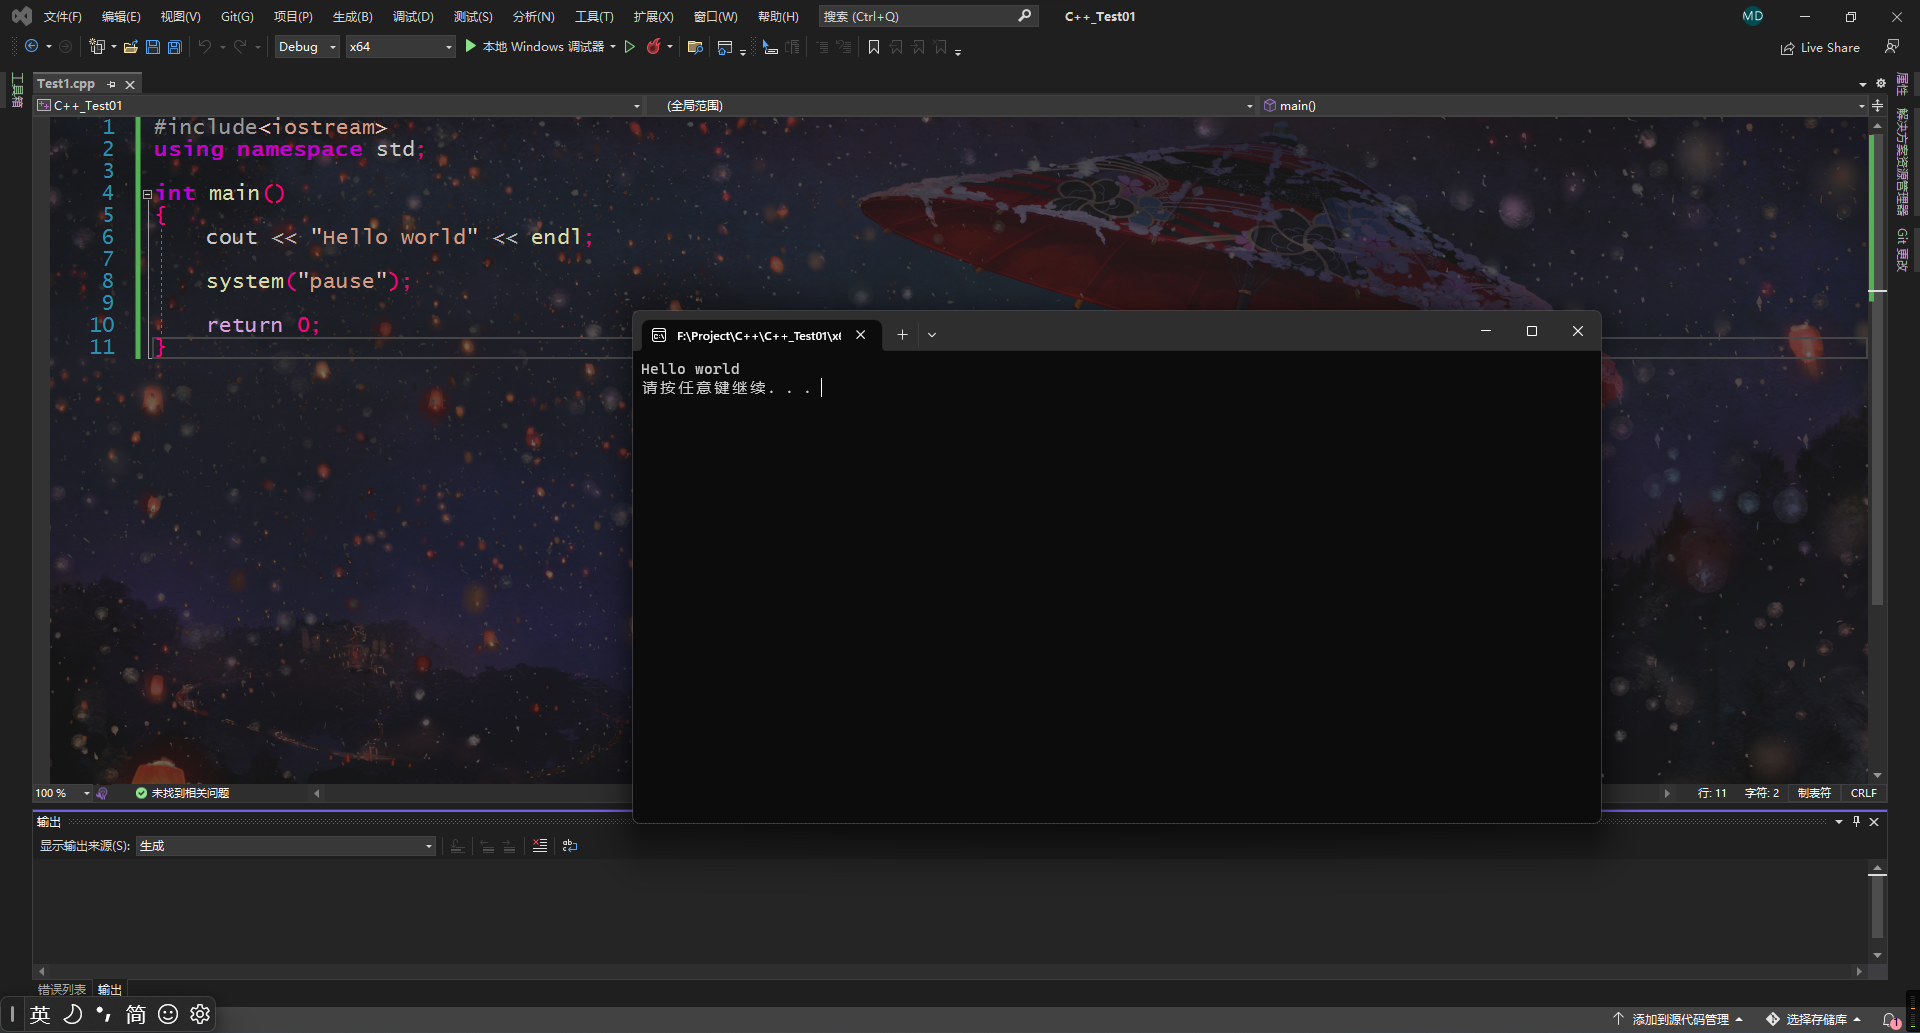 文件(F) 编辑(E) 视图(V) Git(G) 项目(P) 生成(B) 调试(D) 测试(S) 分析(N) 工具(T) 扩展(X) 窗口(W) 帮助(H) 搜索 (Ctrl+Q) C++_Test01 MD
Debug x64 本地 Windows 调试器 Live Share
工具箱
Test1.cpp
C++_Test01 (全局范围) main()
1 #include<iostream>
2 using namespace std;
3
4 int main()
5 {
6 cout << "Hello world" << endl;
7
8 system("pause");
9
10 return 0;
11 }
属性
解决方案资源管理器
Git 更改
F:\Project\C++\C++_Test01\x(
Hello world
请按任意键继续. . .
100 % 未找到相关问题 行: 11 字符: 2 制表符 CRLF
输出
显示输出来源(S): 生成
错误列表 输出
英 简
添加到源代码管理 选择存储库 1